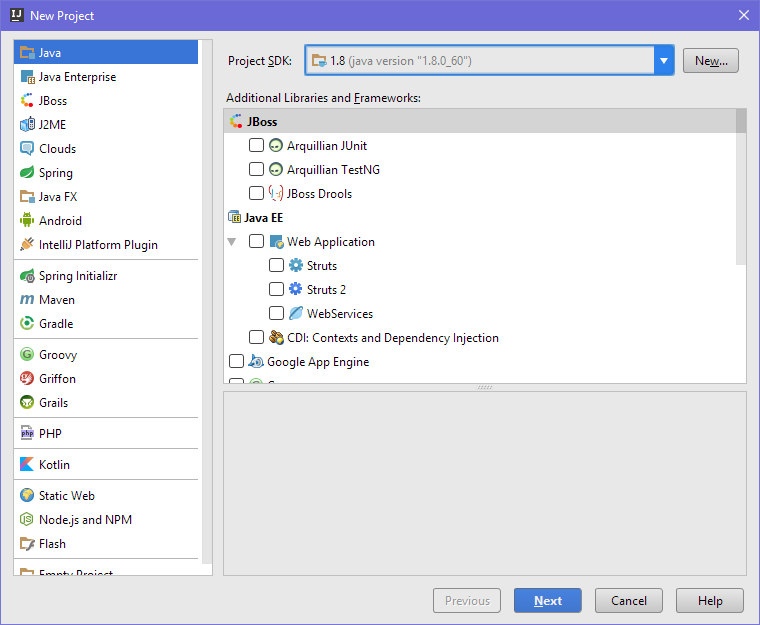 New Project
Java
Java Enterprise
JBoss
J2ME
Clouds
Spring
Java FX
Android
IntelliJ Platform Plugin
Spring Initializr
Maven
Gradle
Groovy
Griffon
Grails
PHP
Kotlin
Static Web
Node.js and NPM
Flash
Empty Project
Project SDK:
1.8 (java version "1.8.0_60")
New...
Additional Libraries and Frameworks:
JBoss
Arquillian JUnit
Arquillian TestNG
JBoss Drools
Java EE
Web Application
Struts
Struts 2
WebServices
CDI: Contexts and Dependency Injection
Google App Engine
Previous
Next
Cancel
Help